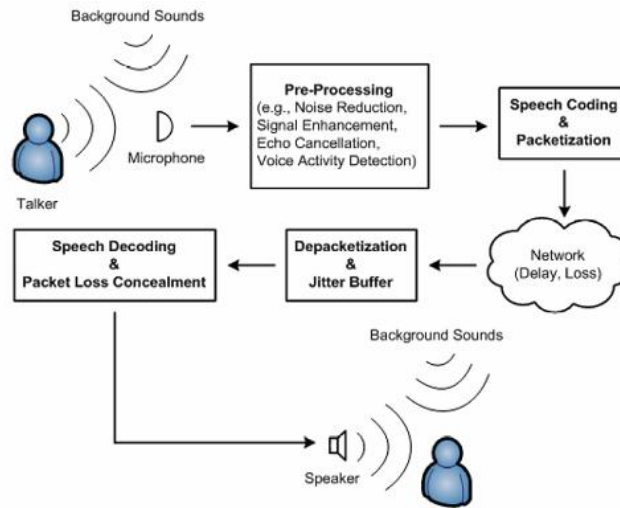 Background Sounds
Talker
Microphone
Pre-Processing
(e.g., Noise Reduction,
Signal Enhancement,
Echo Cancellation,
Voice Activity Detection)
Speech Coding
&
Packetization
Network
(Delay, Loss)
Depacketization
&
Jitter Buffer
Speech Decoding
&
Packet Loss Concealment
Background Sounds
Speaker